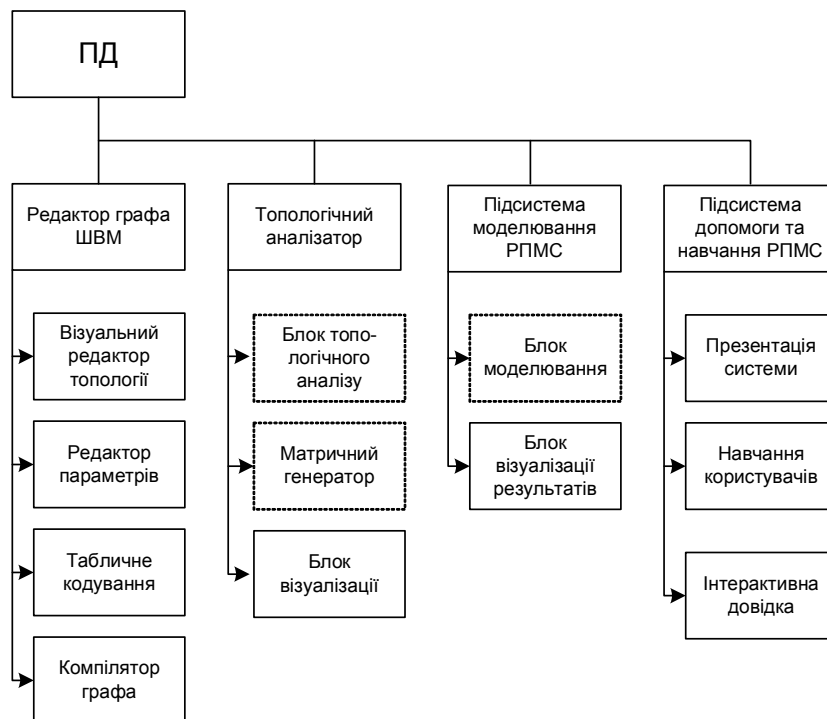 ПД
Редактор графа
ШВМ
Топологічний
аналізатор
Підсистема
моделювання
РПМС
Підсистема
допомоги та
навчання РПМС
Візуальний
редактор
топології
Редактор
параметрів
Табличне
кодування
Компілятор
графа
Блок топо-
логічного
аналізу
Матричний
генератор
Блок
візуалізації
Блок
моделювання
Блок
візуалізації
результатів
Презентація
системи
Навчання
користувачів
Інтерактивна
довідка